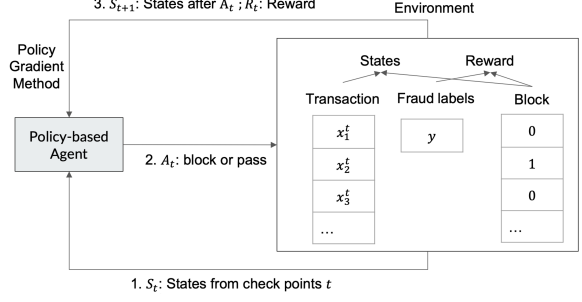 3. S_{t+1}: States after A_t ; R_t: Reward
Environment
Policy
Gradient
Method
States
Reward
Transaction
Fraud labels
Block
Policy-based
Agent
2. A_t: block or pass
x_1^t
x_2^t
x_3^t
...
y
0
1
0
...
1. S_t: States from check points t